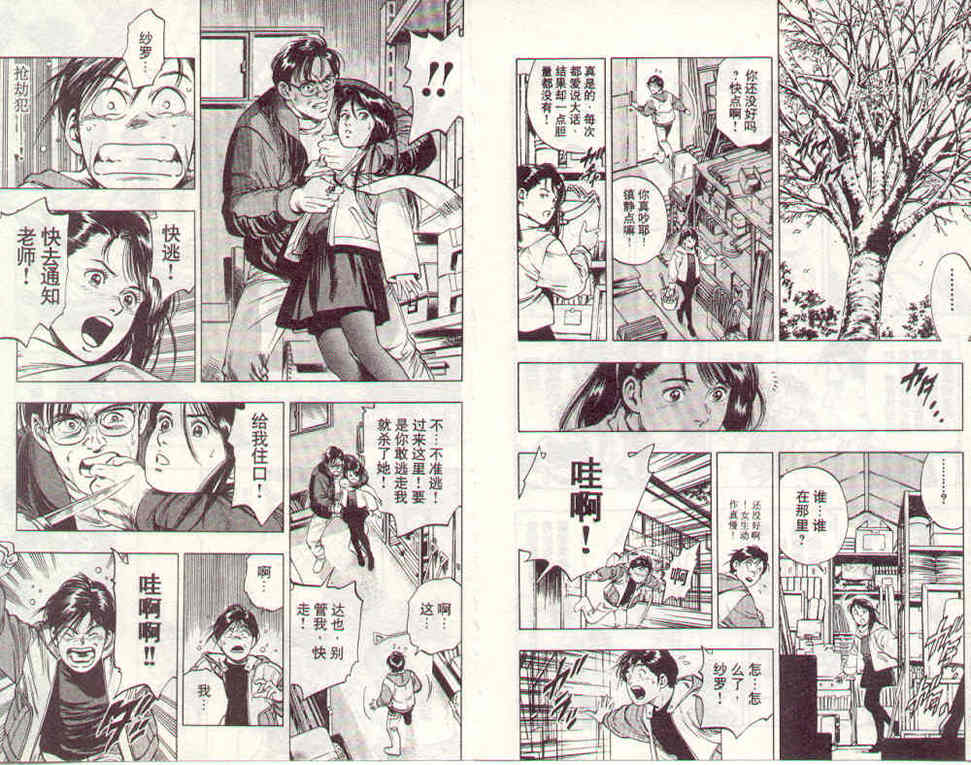 ………
你还没好吗
?快点啊!
你真吵耶!
镇静点嘛!
真是的．每次
都爱说大话、
结果却一点胆
量都没有!
ガタ…
………?
谁…谁
在那里?
还没好啊
!女生动
作真慢!
啊
哇啊!
怎…怎
么了，
纱罗!
!!
纱罗…
抢劫犯…
快逃!
快去通知
老师!
不…不准逃!
过来这里!要
是你敢逃走我
就杀了她!
给我住口!
啊
这…
达也 别
管我，快
走!
啊…
我…
哇啊啊!!